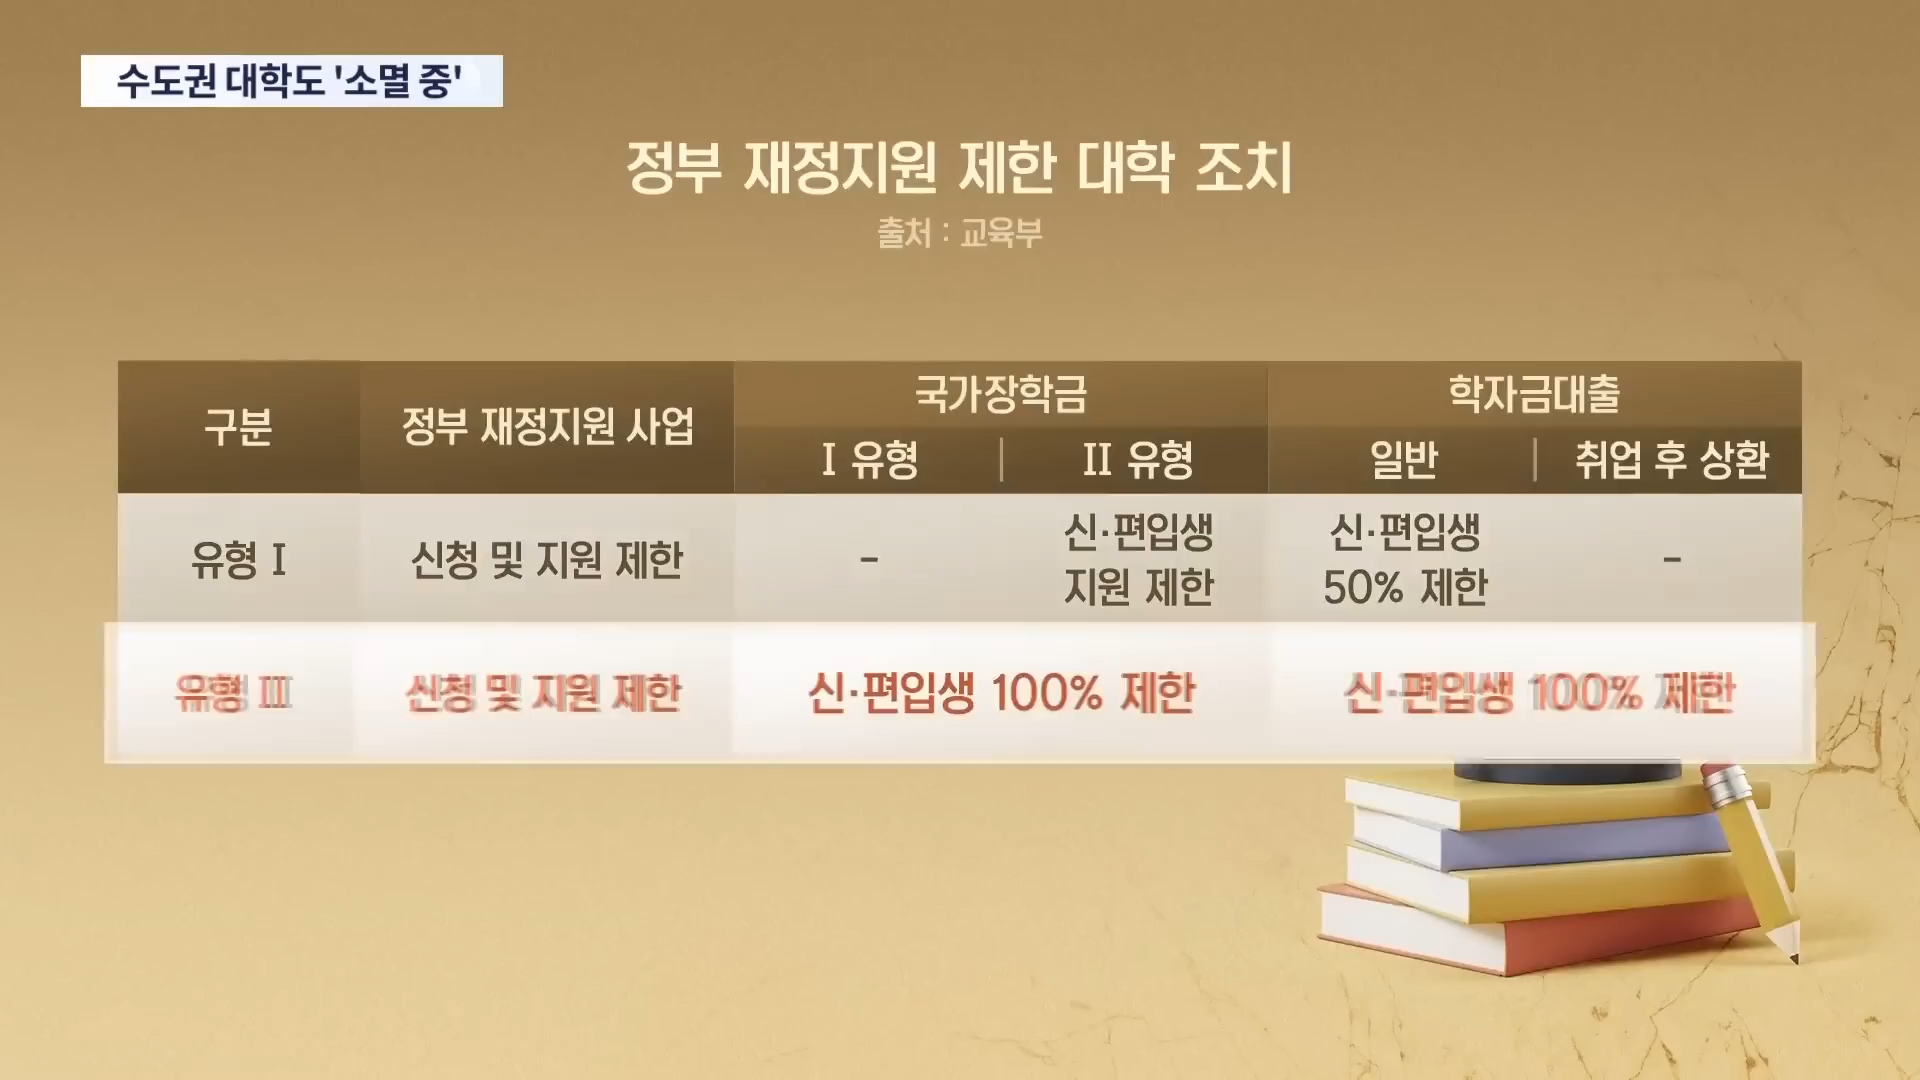 수도권 대학도 '소멸 중'
정부 재정지원 제한 대학 조치
출처 : 교육부
구분
정부 재정지원 사업
국가장학금
학자금대출
I 유형
II 유형
일반
취업 후 상환
유형 I
신청 및 지원 제한
-
신·편입생
지원 제한
신·편입생
50% 제한
-
신청 및 지원 제한
신·편입생 100% 제한
신·편입생 100% 제한